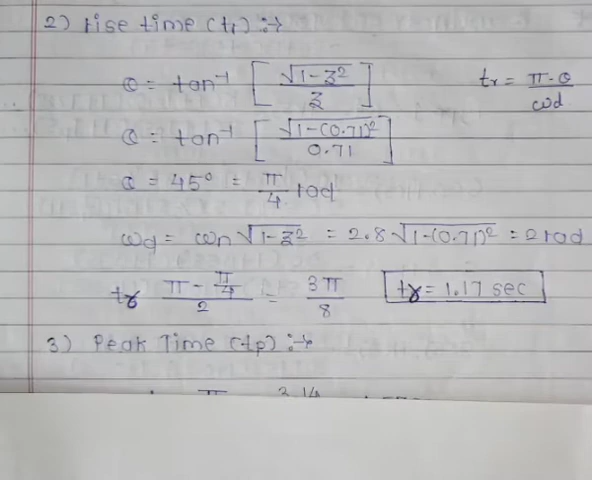 2) rise time (tr) :→
θ = tan⁻¹ [ √(1-ξ²) / ξ ]    tr = (π-θ) / ωd
θ = tan⁻¹ [ √(1-(0.71)²) / 0.71 ]
θ = 45° = π/4 rad
ωd = ωn √(1-ξ²) = 2.8 √(1-(0.71)²) = 2 rad
tr (π - π/4) / 2 = 3π/8    tr = 1.17 sec
3) Peak Time (tp) :→